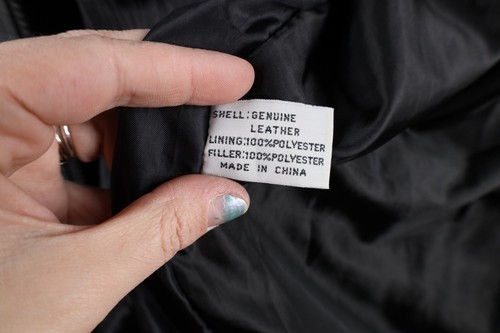 SHELL:GENUINE
LEATHER
LINING:100%POLYESTER
FILLER:100%POLYESTER
MADE IN CHINA